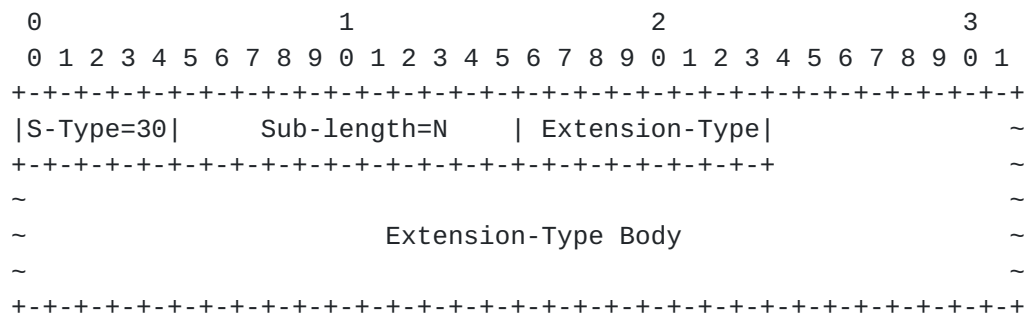 0                   1                   2                   3
 0 1 2 3 4 5 6 7 8 9 0 1 2 3 4 5 6 7 8 9 0 1 2 3 4 5 6 7 8 9 0 1
+-+-+-+-+-+-+-+-+-+-+-+-+-+-+-+-+-+-+-+-+-+-+-+-+-+-+-+-+-+-+-+-+
|S-Type=30|     Sub-length=N    | Extension-Type|               ~
+-+-+-+-+-+-+-+-+-+-+-+-+-+-+-+-+-+-+-+-+-+-+-+-+               ~
~                                                               ~
~                       Extension-Type Body                     ~
~                                                               ~
+-+-+-+-+-+-+-+-+-+-+-+-+-+-+-+-+-+-+-+-+-+-+-+-+-+-+-+-+-+-+-+-+